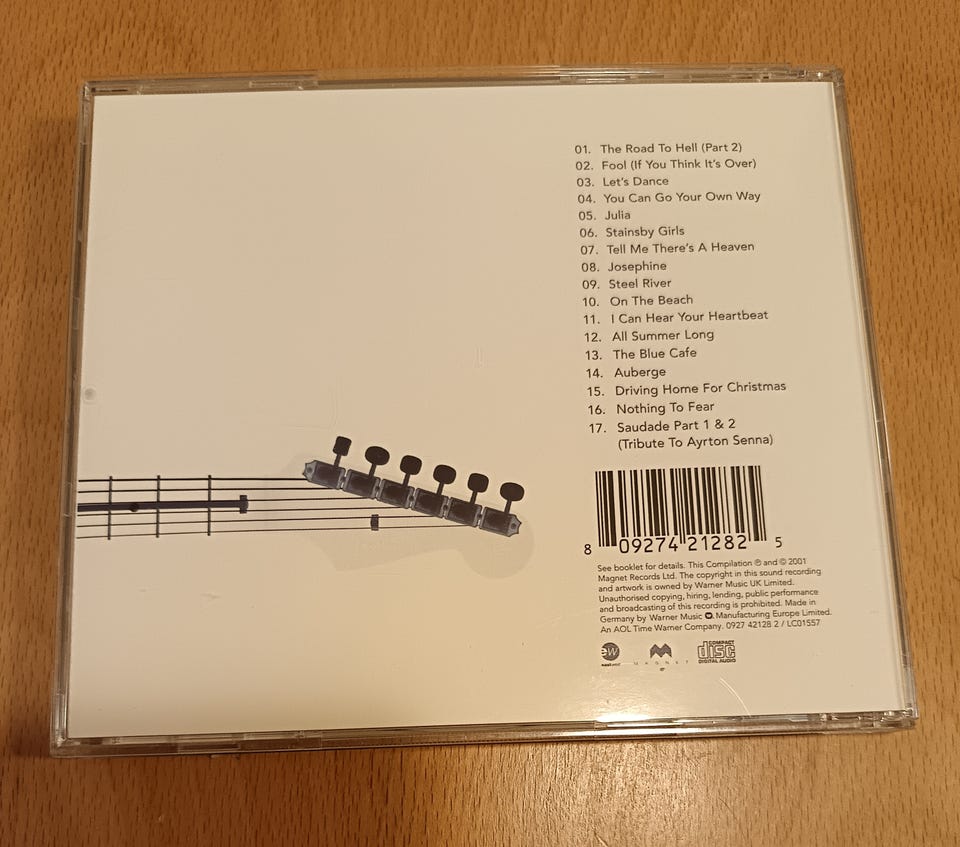 01. The Road To Hell (Part 2)
02. Fool (If You Think It's Over)
03. Let's Dance
04. You Can Go Your Own Way
05. Julia
06. Stainsby Girls
07. Tell Me There's A Heaven
08. Josephine
09. Steel River
10. On The Beach
11. I Can Hear Your Heartbeat
12. All Summer Long
13. The Blue Cafe
14. Auberge
15. Driving Home For Christmas
16. Nothing To Fear
17. Saudade Part 1 & 2
(Tribute To Ayrton Senna)
8 09274 21282 5
See booklet for details. This Compilation ℗ and © 2001
Magnet Records Ltd. The copyright in this sound recording
and artwork is owned by Warner Music UK Limited.
Unauthorised copying, hiring, lending, public performance
and broadcasting of this recording is prohibited. Made in
Germany by Warner Music Manufacturing Europe Limited.
An AOL Time Warner Company. 0927 42128 2 / LC01557
ew
eastwest
MAGNET
COMPACT
disc
DIGITAL AUDIO